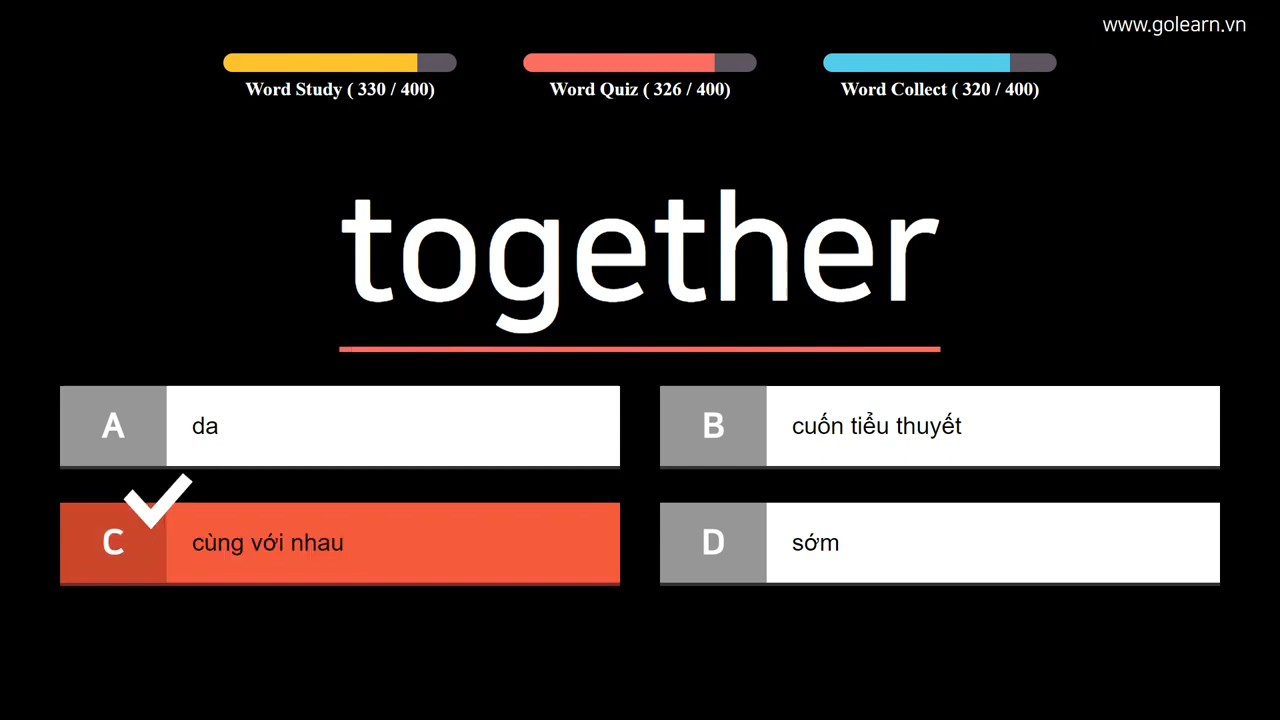 www.golearn.vn
Word Study ( 330 / 400)
Word Quiz ( 326 / 400)
Word Collect ( 320 / 400)
together
A da
B cuốn tiểu thuyết
C cùng với nhau
D sớm